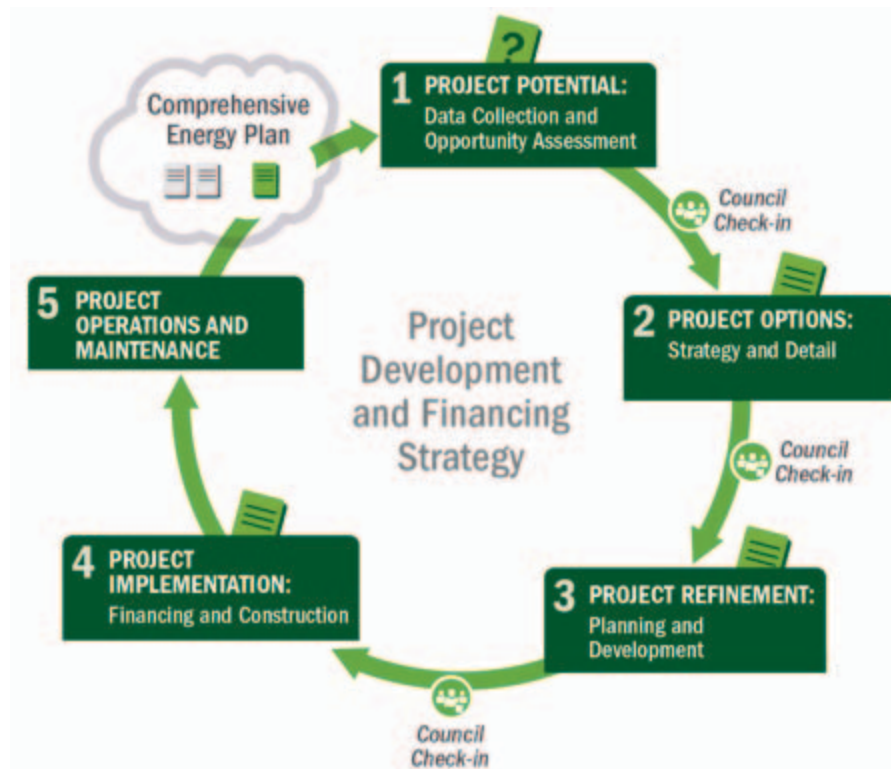 Comprehensive
Energy Plan
?
1 PROJECT POTENTIAL:
Data Collection and
Opportunity Assessment
Council
Check-in
2 PROJECT OPTIONS:
Strategy and Detail
Council
Check-in
3 PROJECT REFINEMENT:
Planning and
Development
Council
Check-in
4 PROJECT
IMPLEMENTATION:
Financing and Construction
5 PROJECT
OPERATIONS AND
MAINTENANCE
Project
Development
and Financing
Strategy